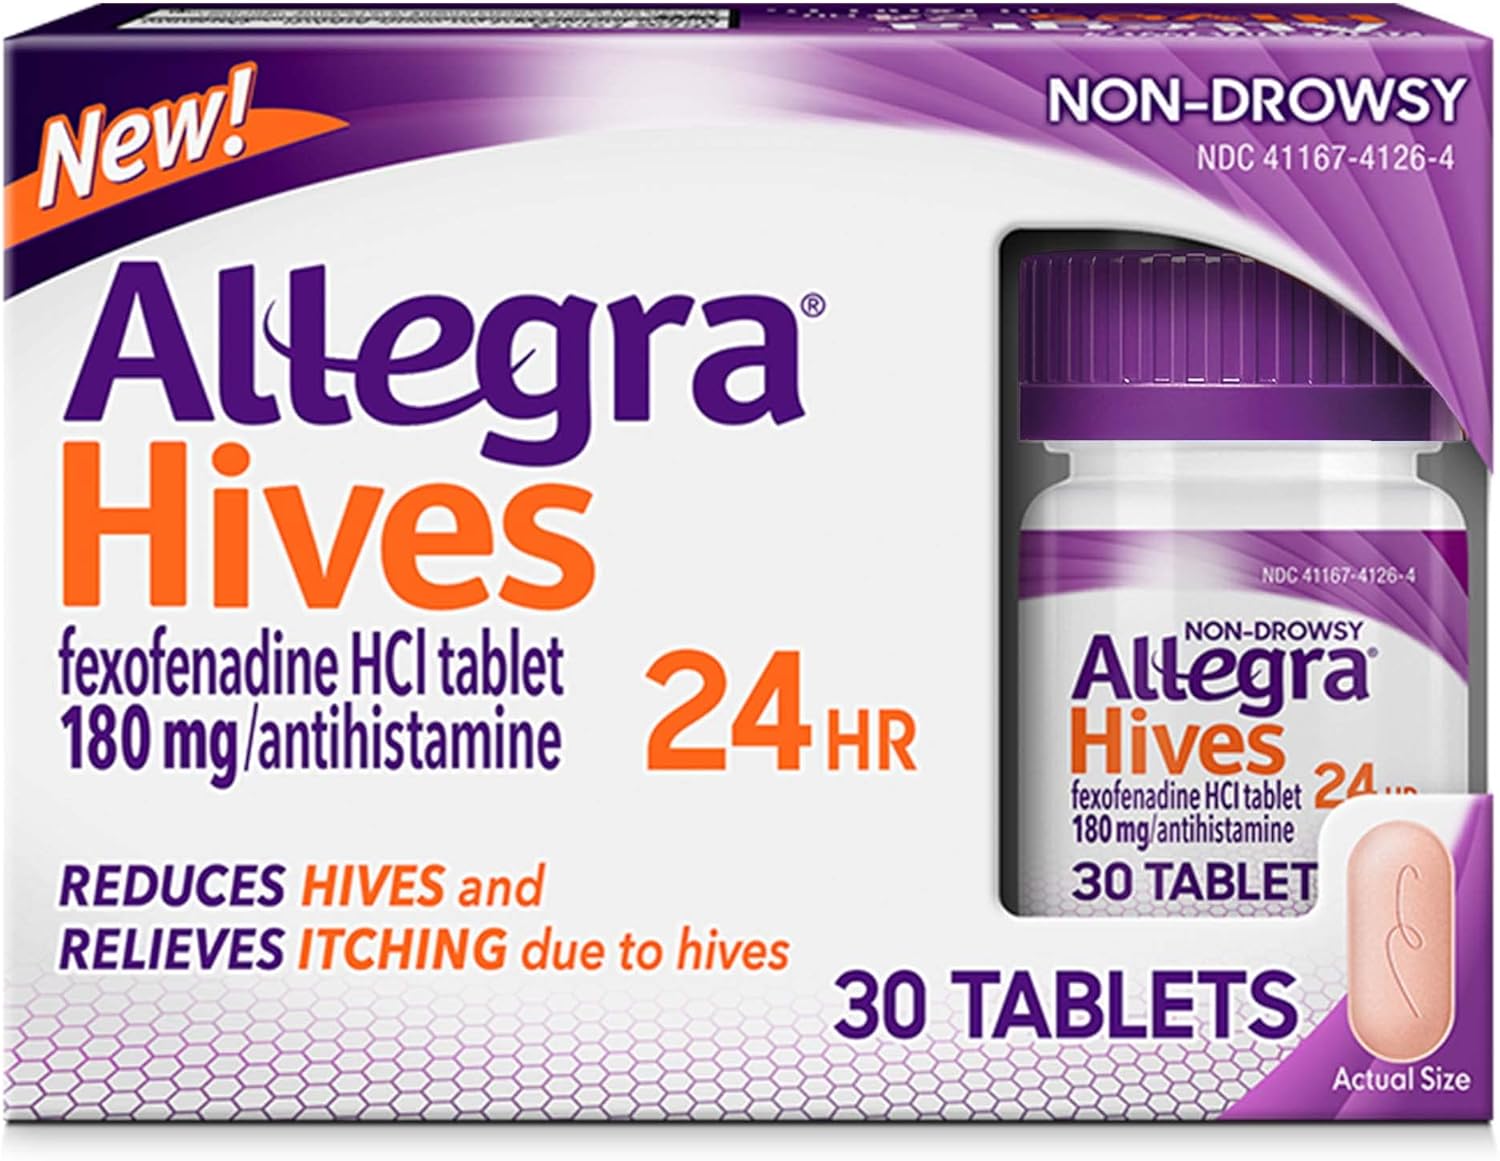 New!
NON-DROWSY
NDC 41167-4126-4
Allegra®
Hives
fexofenadine HCl tablet
180 mg/antihistamine
24 HR
REDUCES HIVES and
RELIEVES ITCHING due to hives
30 TABLETS
NDC 41167-4126-4
NON-DROWSY
Allegra®
Hives
24 HR
fexofenadine HCl tablet
180 mg/antihistamine
30 TABLET
Actual Size